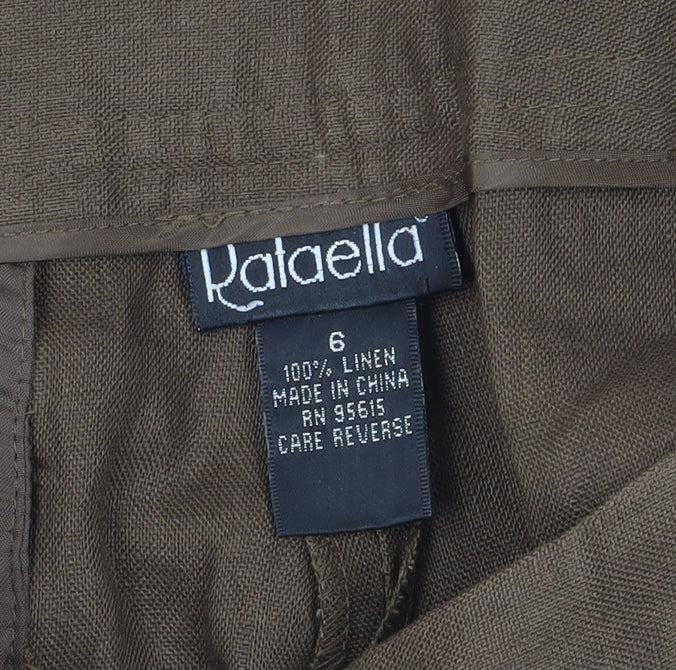 Rafaella
6
100% LINEN
MADE IN CHINA
RN 95615
CARE REVERSE